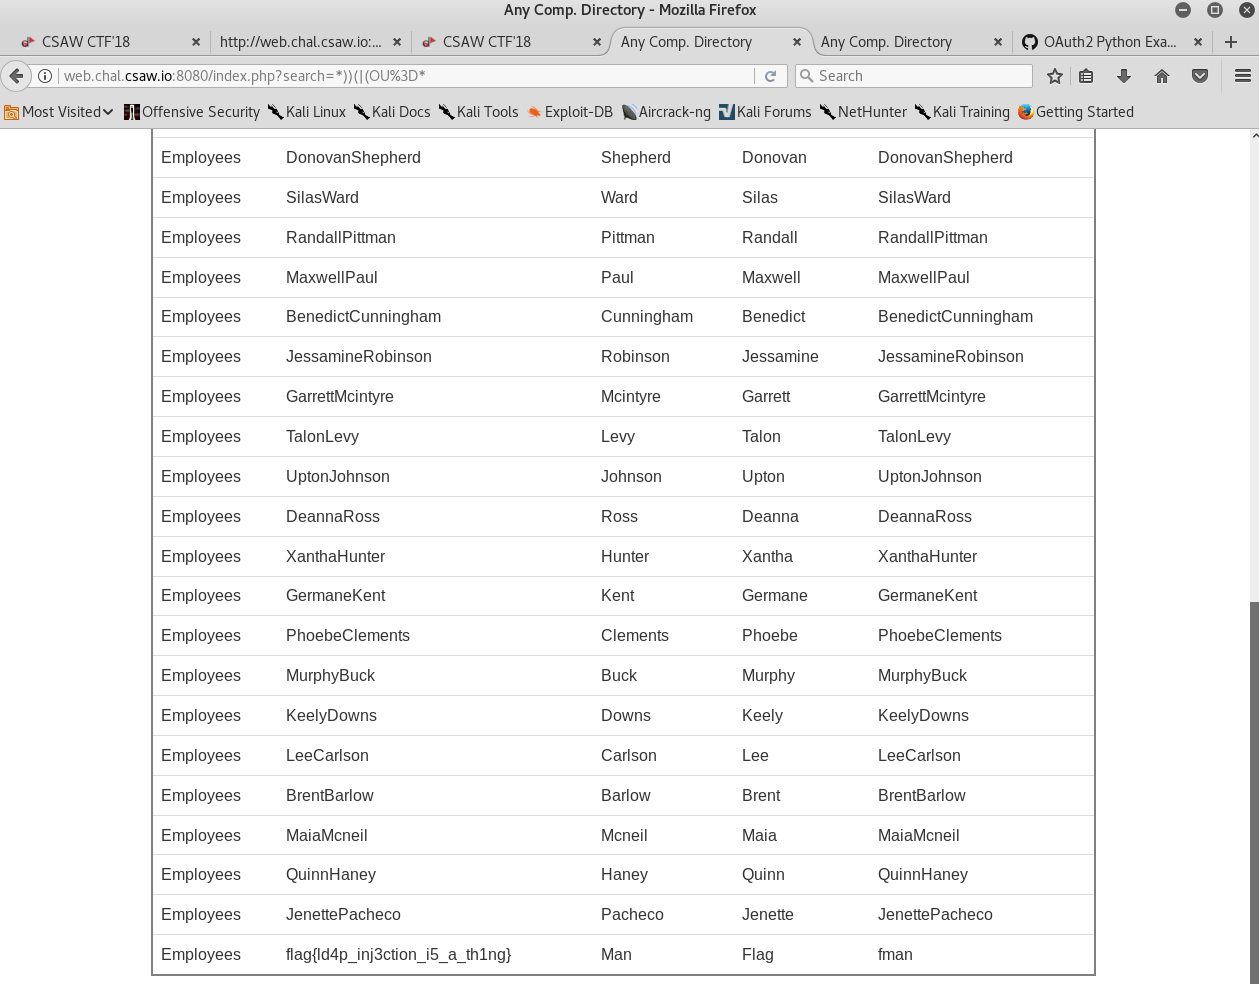 Any Comp. Directory - Mozilla Firefox
CSAW CTF'18 http://web.chal.csaw.io:... CSAW CTF'18 Any Comp. Directory Any Comp. Directory OAuth2 Python Exa...
web.chal.csaw.io:8080/index.php?search=*))(|(OU%3D* Search
Most Visited Offensive Security Kali Linux Kali Docs Kali Tools Exploit-DB Aircrack-ng Kali Forums NetHunter Kali Training Getting Started
Employees DonovanShepherd Shepherd Donovan DonovanShepherd
Employees SilasWard Ward Silas SilasWard
Employees RandallPittman Pittman Randall RandallPittman
Employees MaxwellPaul Paul Maxwell MaxwellPaul
Employees BenedictCunningham Cunningham Benedict BenedictCunningham
Employees JessamineRobinson Robinson Jessamine JessamineRobinson
Employees GarrettMcintyre Mcintyre Garrett GarrettMcintyre
Employees TalonLevy Levy Talon TalonLevy
Employees UptonJohnson Johnson Upton UptonJohnson
Employees DeannaRoss Ross Deanna DeannaRoss
Employees XanthaHunter Hunter Xantha XanthaHunter
Employees GermaneKent Kent Germane GermaneKent
Employees PhoebeClements Clements Phoebe PhoebeClements
Employees MurphyBuck Buck Murphy MurphyBuck
Employees KeelyDowns Downs Keely KeelyDowns
Employees LeeCarlson Carlson Lee LeeCarlson
Employees BrentBarlow Barlow Brent BrentBarlow
Employees MaiaMcneil Mcneil Maia MaiaMcneil
Employees QuinnHaney Haney Quinn QuinnHaney
Employees JenettePacheco Pacheco Jenette JenettePacheco
Employees flag{ld4p_inj3ction_i5_a_th1ng} Man Flag fman